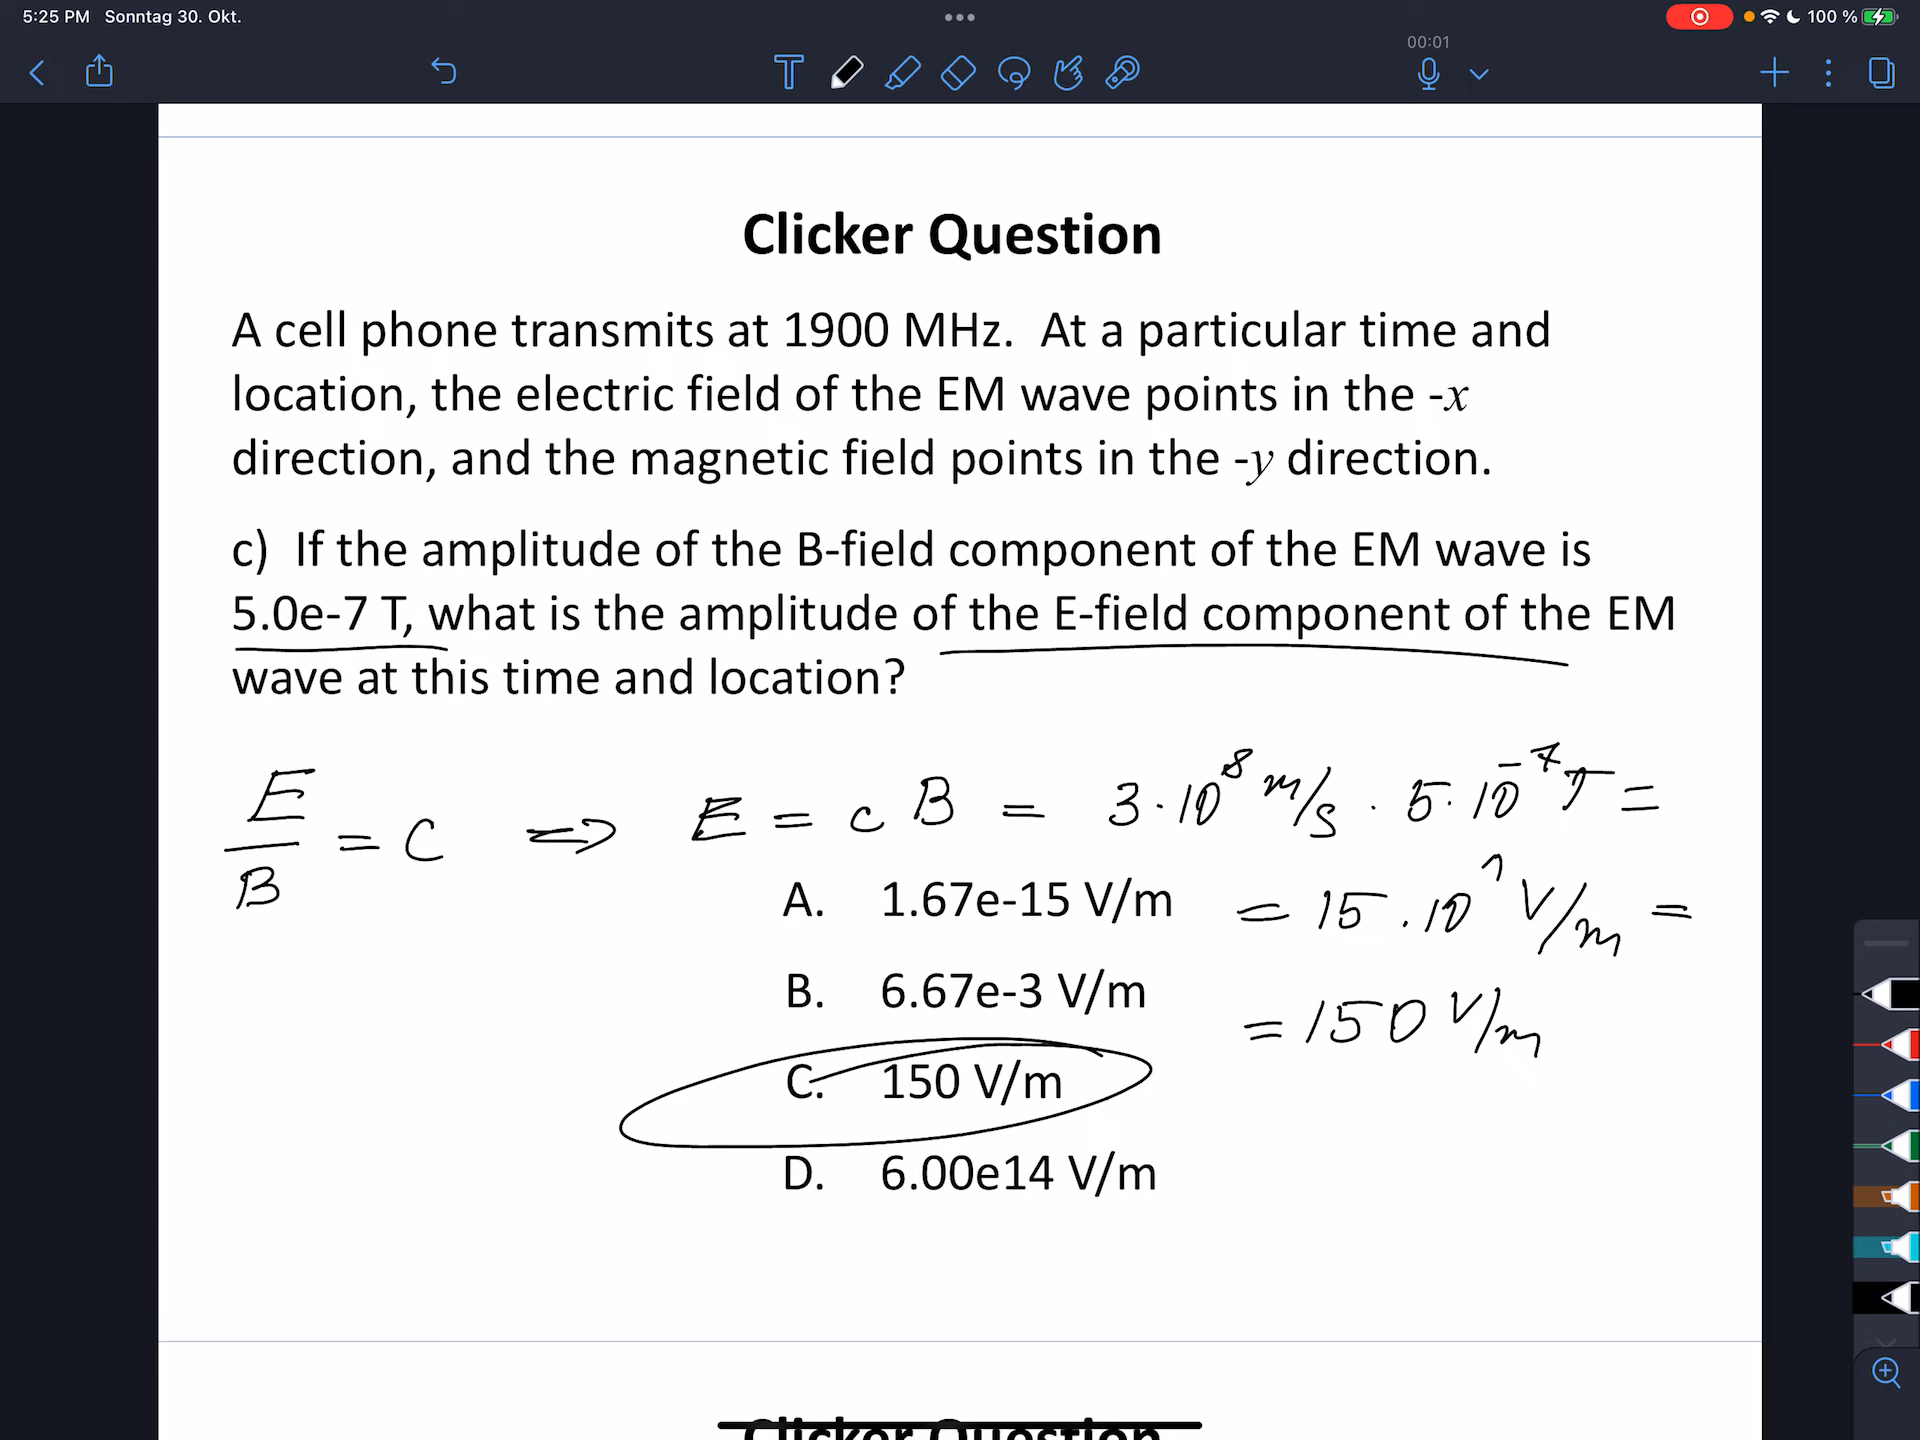 5:25 PM Sonntag 30. Okt.
100 %
00:01
Clicker Question
A cell phone transmits at 1900 MHz. At a particular time and
location, the electric field of the EM wave points in the -x
direction, and the magnetic field points in the -y direction.
c) If the amplitude of the B-field component of the EM wave is
5.0e-7 T, what is the amplitude of the E-field component of the EM
wave at this time and location?
E/B = c => E = c B = 3·10⁸ m/s · 5·10⁻⁷ T =
A. 1.67e-15 V/m
= 15·10¹ V/m =
B. 6.67e-3 V/m
= 150 V/m
C. 150 V/m
D. 6.00e14 V/m
Clicker Question